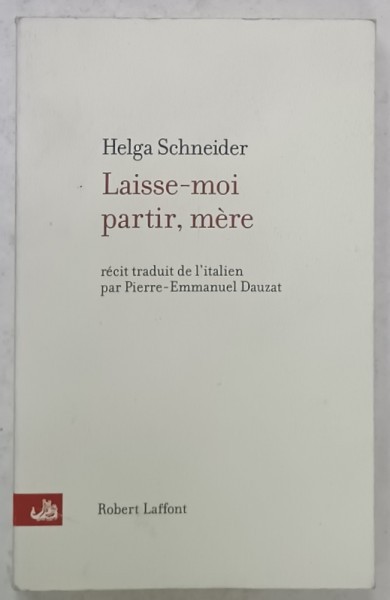 Helga Schneider
Laisse-moi
partir, mère
récit traduit de l'italien
par Pierre-Emmanuel Dauzat
Robert Laffont